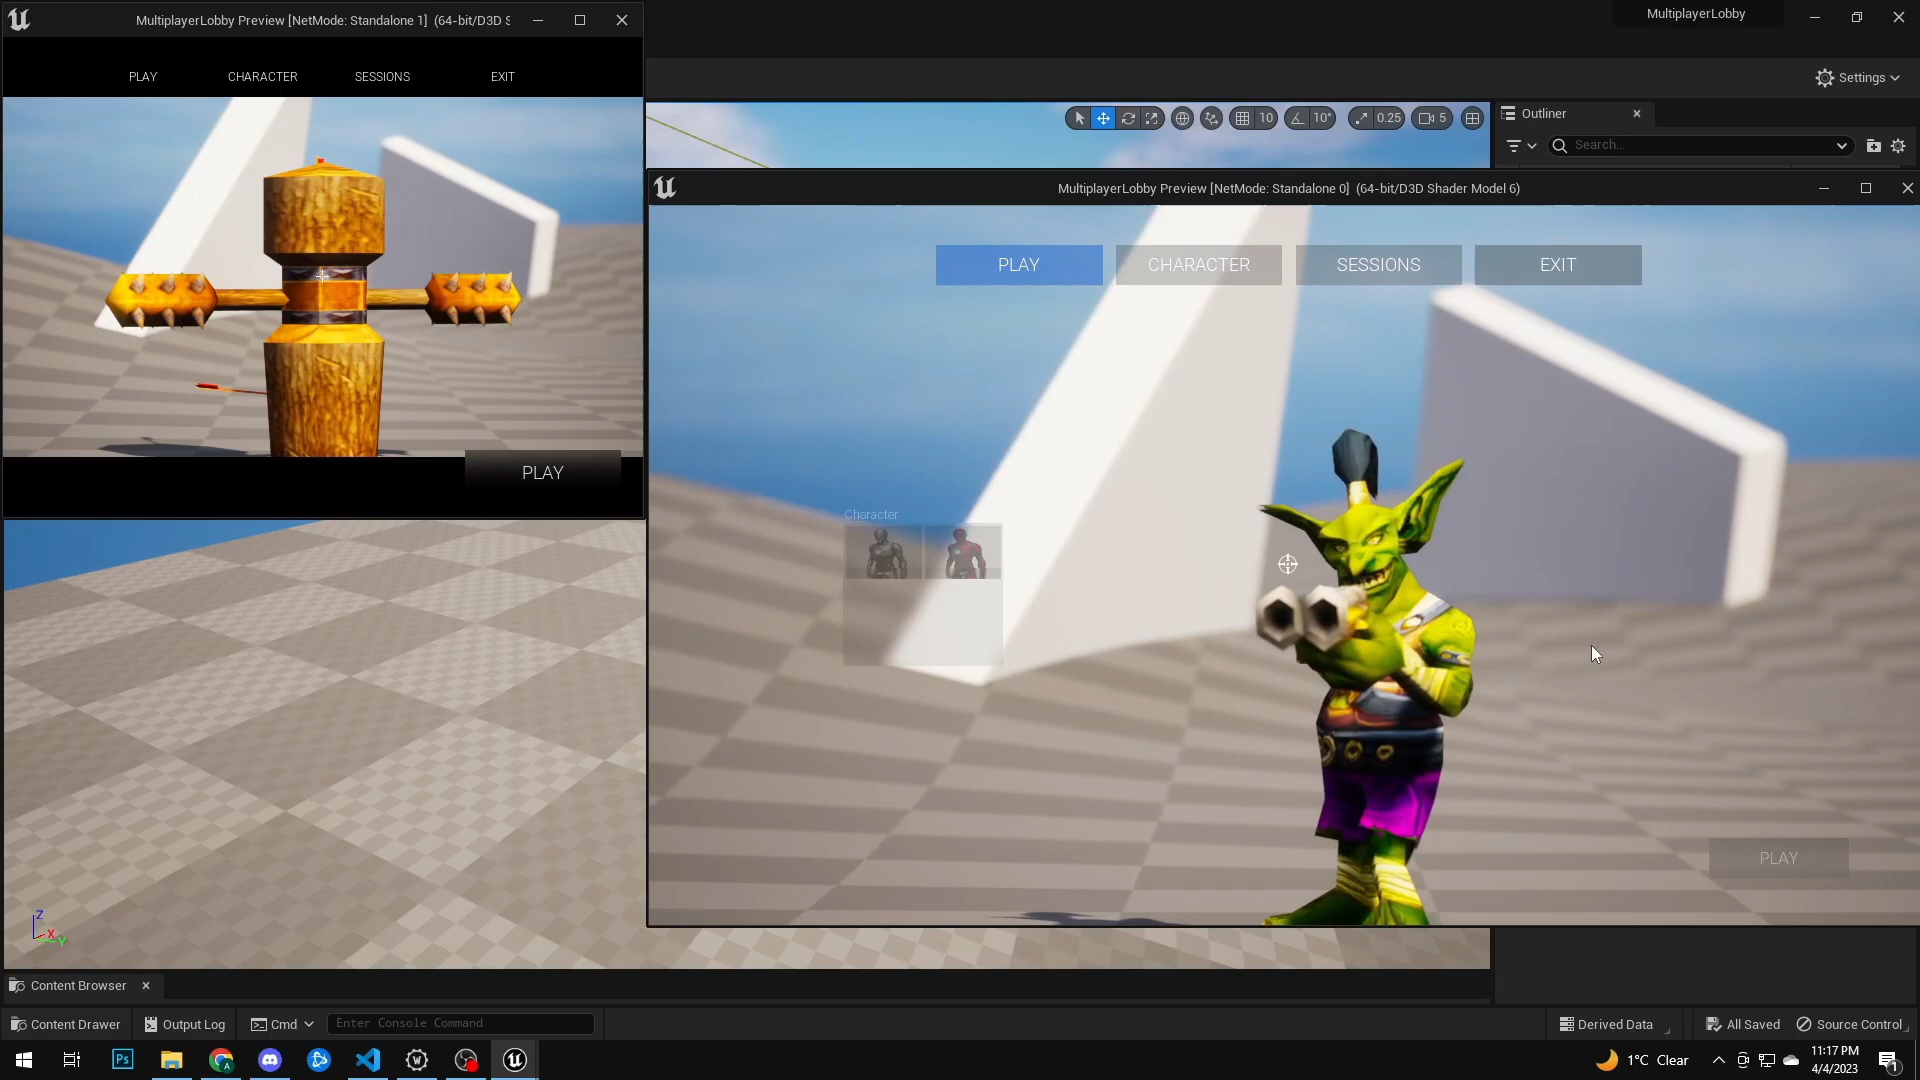 MultiplayerLobby Preview [NetMode: Standalone 1] (64-bit/D3D S
PLAY CHARACTER SESSIONS EXIT
PLAY
MultiplayerLobby
Settings
10 10° 0.25 5
Outliner
Search...
MultiplayerLobby Preview [NetMode: Standalone 0] (64-bit/D3D Shader Model 6)
PLAY CHARACTER SESSIONS EXIT
Character
PLAY
Z
X
Y
Content Browser
Content Drawer Output Log Cmd Enter Console Command Derived Data All Saved Source Control
Ps
A
W
1°C Clear
11:17 PM
4/4/2023
1